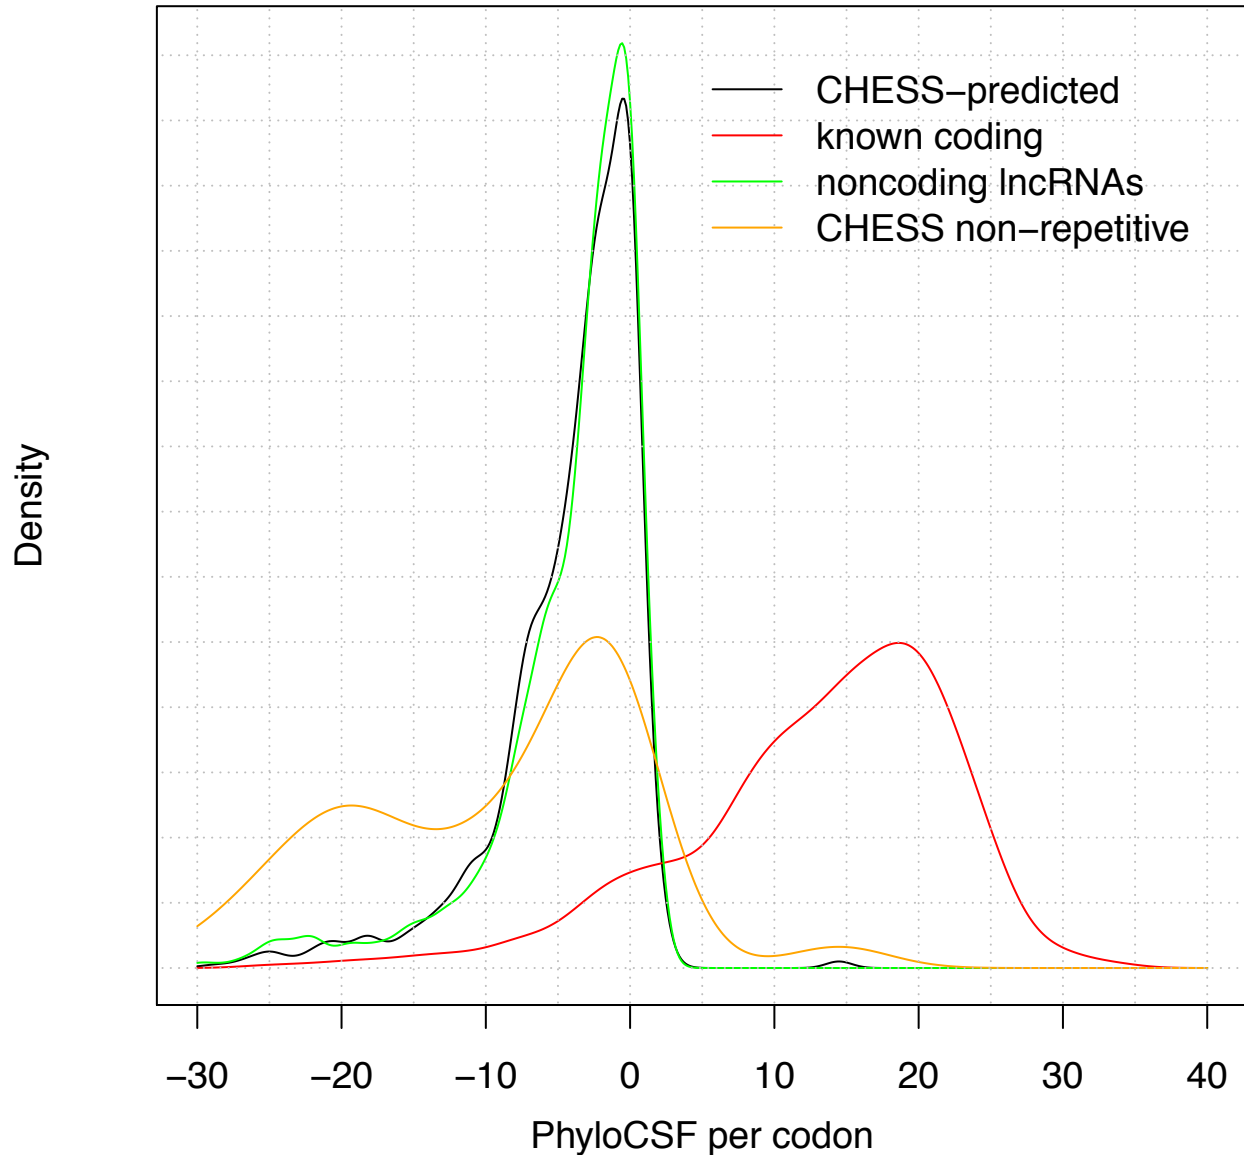 CHESS−predicted
known coding
noncoding lncRNAs
CHESS non−repetitive
Density
−30 −20 −10 0 10 20 30 40
PhyloCSF per codon